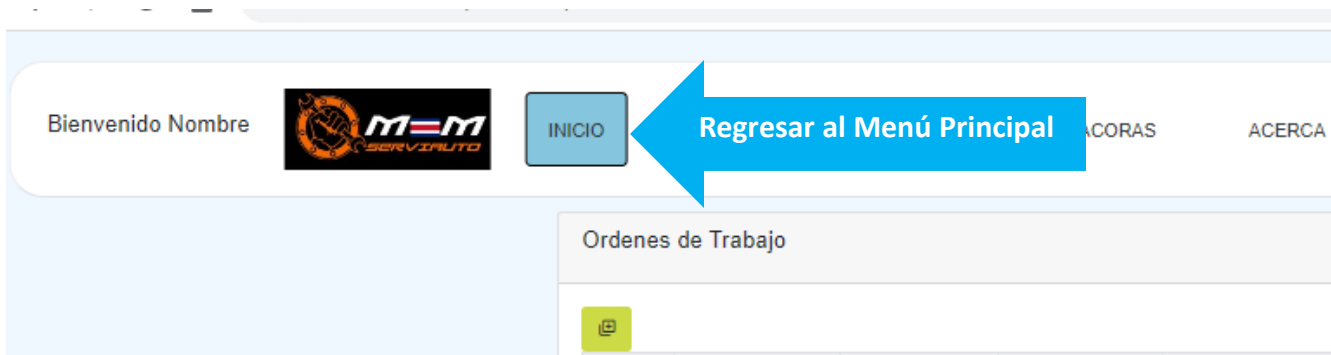 Bienvenido Nombre
M=M
SERVIAUTO
INICIO
Regresar al Menú Principal
ACORAS
ACERCA
Ordenes de Trabajo